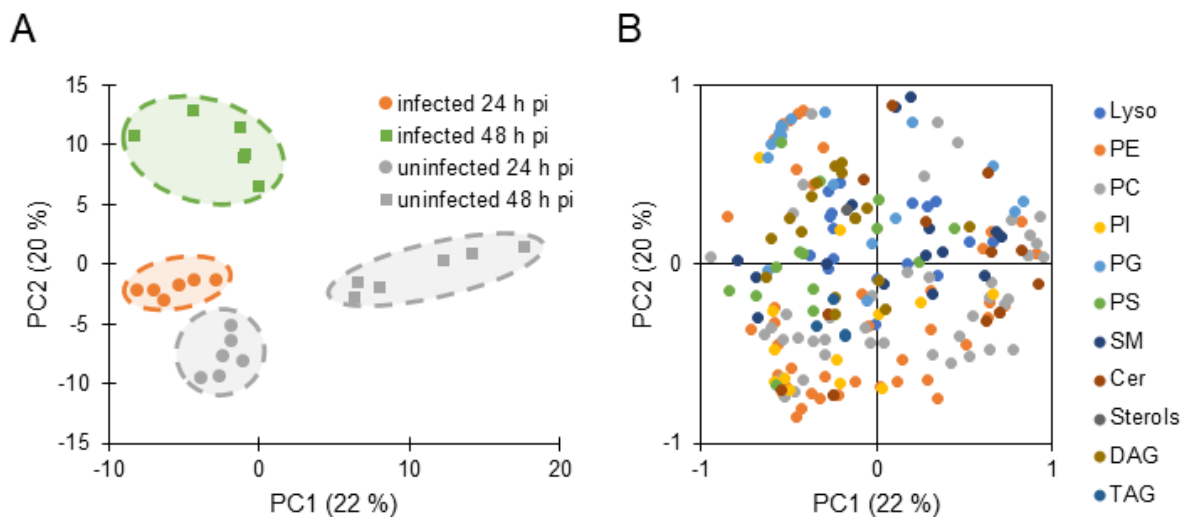 A
15
10
5
0
-5
-10
-15
-10
0
10
20
PC2 (20 %)
PC1 (22 %)
infected 24 h pi
infected 48 h pi
uninfected 24 h pi
uninfected 48 h pi
B
1
0
-1
-1
0
1
PC2 (20 %)
PC1 (22 %)
Lyso
PE
PC
PI
PG
PS
SM
Cer
Sterols
DAG
TAG